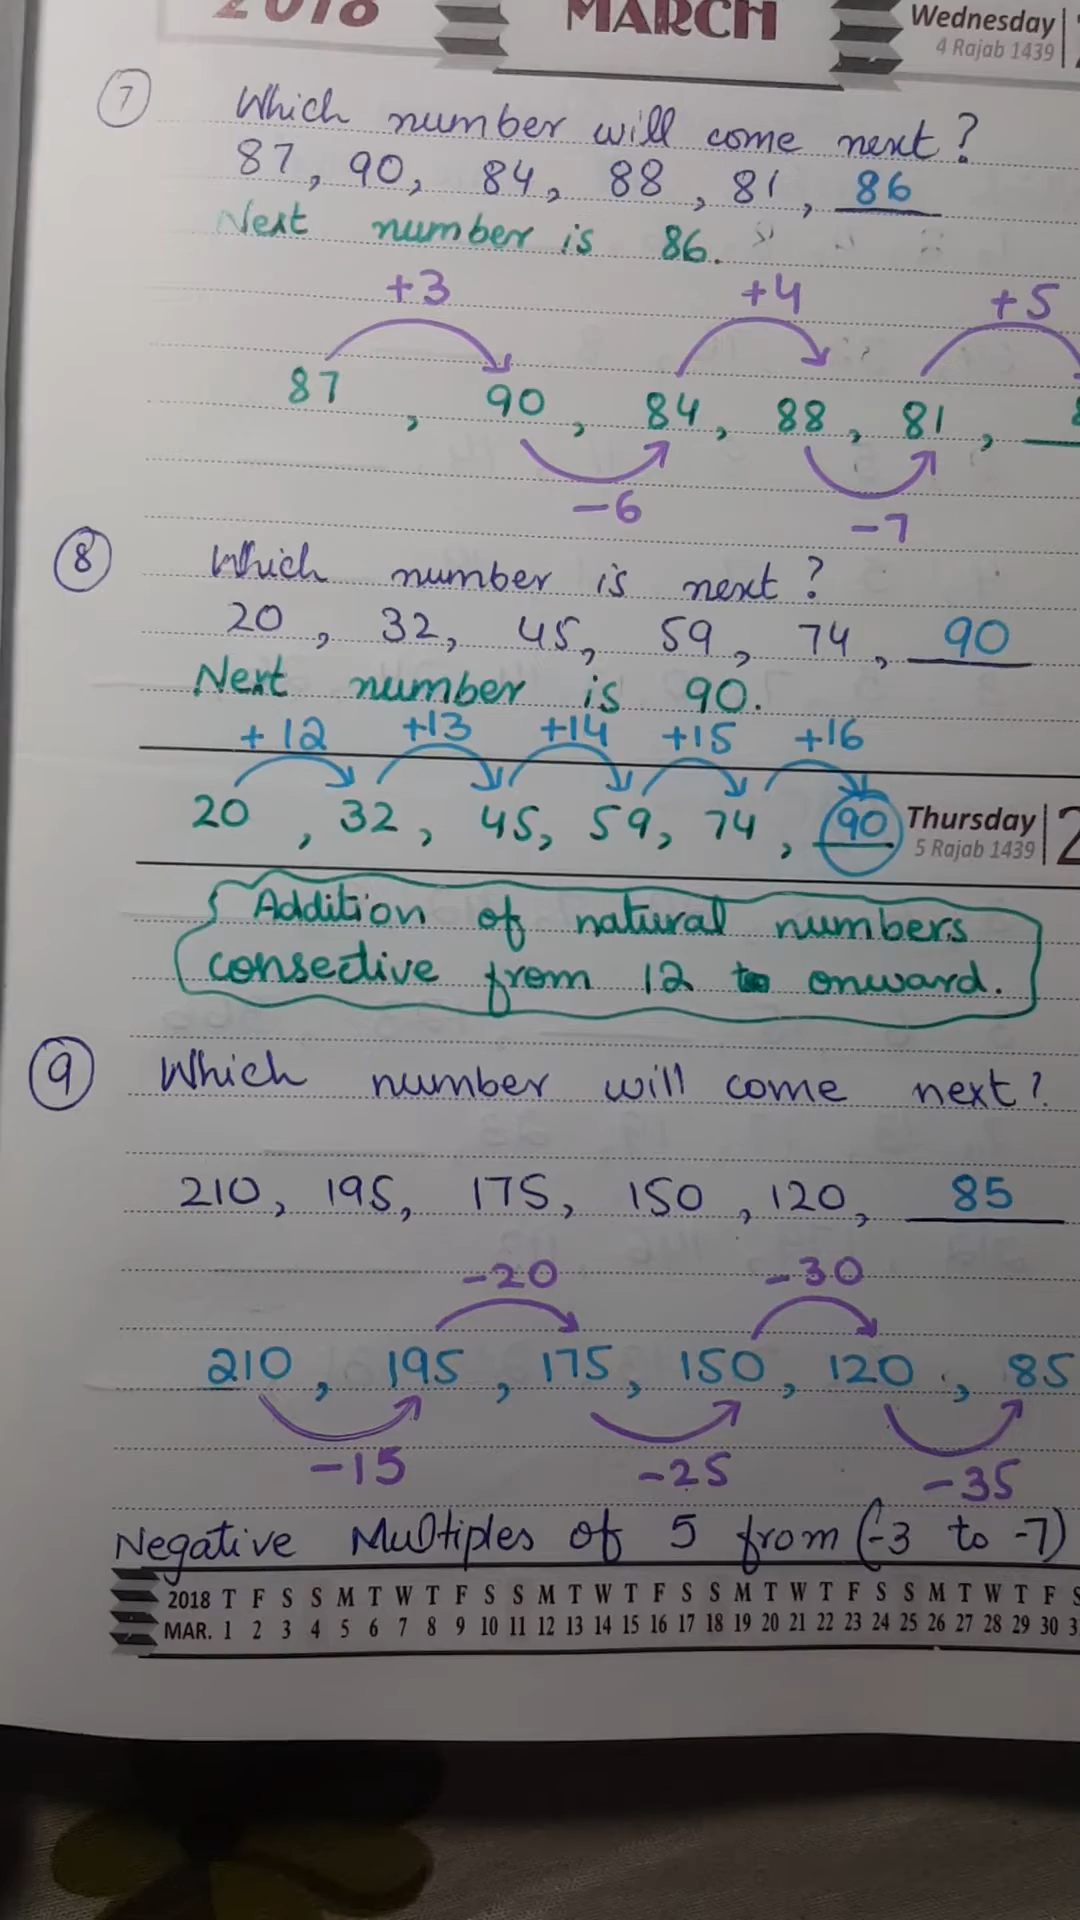 2018 MARCH Wednesday
4 Rajab 1439
7 Which number will come next?
87, 90, 84, 88, 81, 86
Next number is 86.
+3 +4 +5
87, 90, 84, 88, 81,
-6 -7
8 Which number is next?
20, 32, 45, 59, 74, 90
Next number is 90.
+12 +13 +14 +15 +16
20, 32, 45, 59, 74, 90 Thursday
5 Rajab 1439
Addition of natural numbers
consective from 12 to onward.
9 Which number will come next?
210, 195, 175, 150, 120, 85
-20 -30
210, 195, 175, 150, 120, 85
-15 -25 -35
Negative Multiples of 5 from (-3 to -7)
2018 T F S S M T W T F S S M T W T F S S M T W T F S S M T W T F S
MAR. 1 2 3 4 5 6 7 8 9 10 11 12 13 14 15 16 17 18 19 20 21 22 23 24 25 26 27 28 29 30